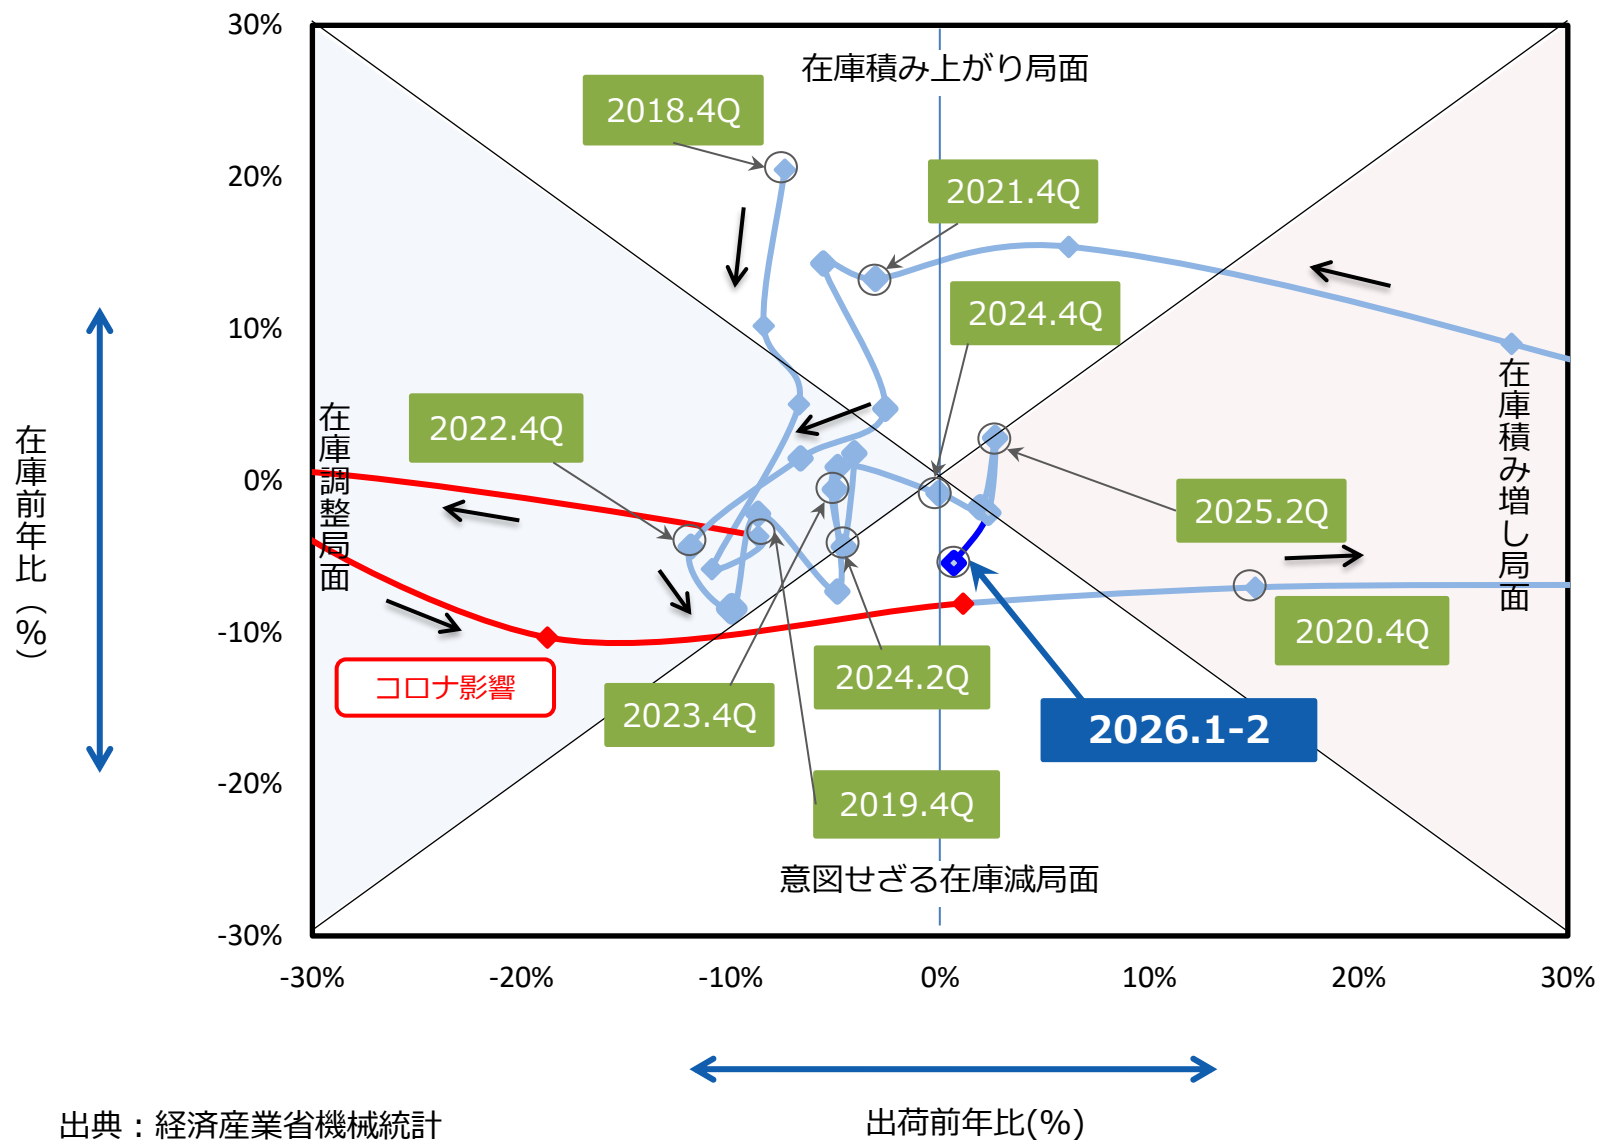 30%
在庫積み上がり局面
2018.4Q
20%
2021.4Q
2024.4Q
10%
在庫積み増し局面
在庫調整局面
2022.4Q
在庫前年比(%)
0%
2025.2Q
-10%
2020.4Q
コロナ影響
2024.2Q
2023.4Q
2026.1-2
-20%
2019.4Q
意図せざる在庫減局面
-30%
-30%
-20%
-10%
0%
10%
20%
30%
出典：経済産業省機械統計
出荷前年比(%)